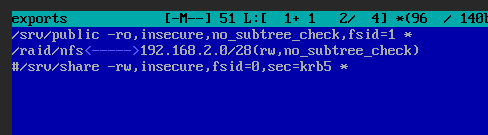 exports [-M--] 51 L:[ 1+ 1 2/ 4] *(96 / 140b
/srv/public -ro,insecure,no_subtree_check,fsid=1 *
/raid/nfs<----->192.168.2.0/28(rw,no_subtree_check)
#/srv/share -rw,insecure,fsid=0,sec=krb5 *